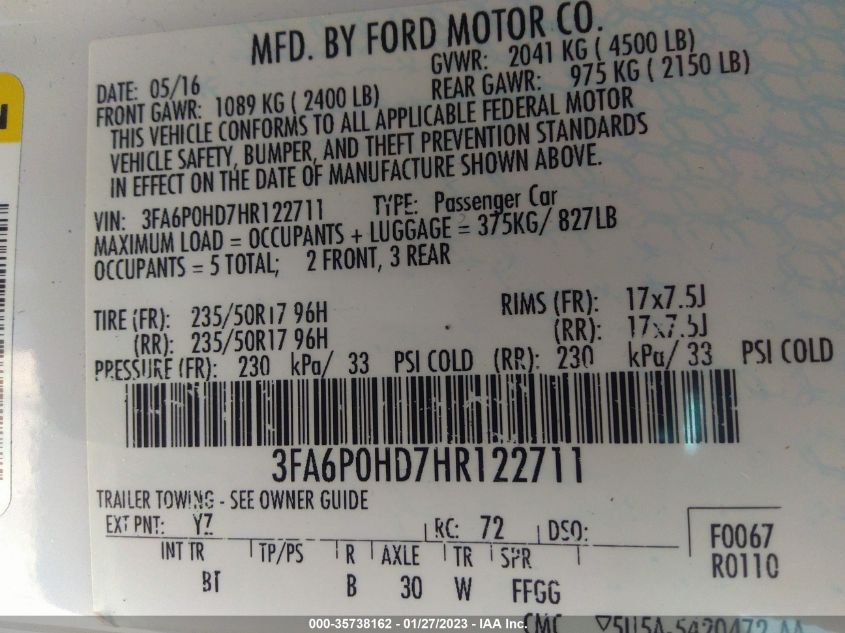 MFD. BY FORD MOTOR CO.
DATE: 05/16 GVWR: 2041 KG ( 4500 LB)
FRONT GAWR: 1089 KG ( 2400 LB) REAR GAWR: 975 KG ( 2150 LB)
THIS VEHICLE CONFORMS TO ALL APPLICABLE FEDERAL MOTOR
VEHICLE SAFETY, BUMPER, AND THEFT PREVENTION STANDARDS
IN EFFECT ON THE DATE OF MANUFACTURE SHOWN ABOVE.
VIN: 3FA6P0HD7HR122711 TYPE: Passenger Car
MAXIMUM LOAD = OCCUPANTS + LUGGAGE = 375KG/ 827LB
OCCUPANTS = 5 TOTAL; 2 FRONT, 3 REAR
TIRE (FR): 235/50R17 96H RIMS (FR): 17x7.5J
(RR): 235/50R17 96H (RR): 17x7.5J
PRESSURE (FR): 230 kPa/ 33 PSI COLD (RR): 230 kPa/ 33 PSI COLD
3FA6P0HD7HR122711
TRAILER TOWING - SEE OWNER GUIDE
EXT PNT: YZ RC: 72 DSO:
INT TR TP/PS R AXLE TR SPR
BT B 30 W FFGG
F0067
R0110
CMC 5U5A-5420472-AA
000-35738162 - 01/27/2023 - IAA Inc.